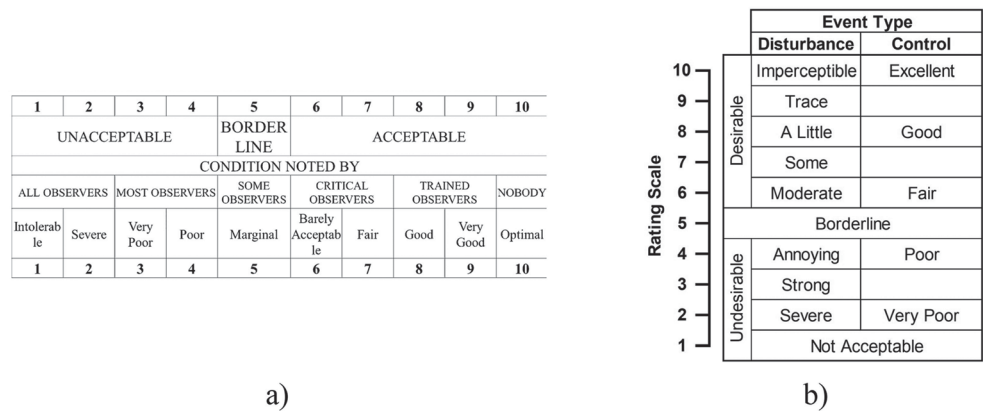 1 2 3 4 5 6 7 8 9 10
UNACCEPTABLE BORDER ACCEPTABLE
LINE
CONDITION NOTED BY
ALL OBSERVERS MOST OBSERVERS SOME OBSERVERS CRITICAL OBSERVERS TRAINED OBSERVERS NOBODY
Intolerab le Severe Very Poor Poor Marginal Barely Acceptab le Fair Good Very Good Optimal
1 2 3 4 5 6 7 8 9 10
a)
Event Type
Disturbance Control
Rating Scale
Desirable
10 Imperceptible Excellent
9 Trace
8 A Little Good
7 Some
6 Moderate Fair
5 Borderline
Undesirable
4 Annoying Poor
3 Strong
2 Severe Very Poor
1 Not Acceptable
b)